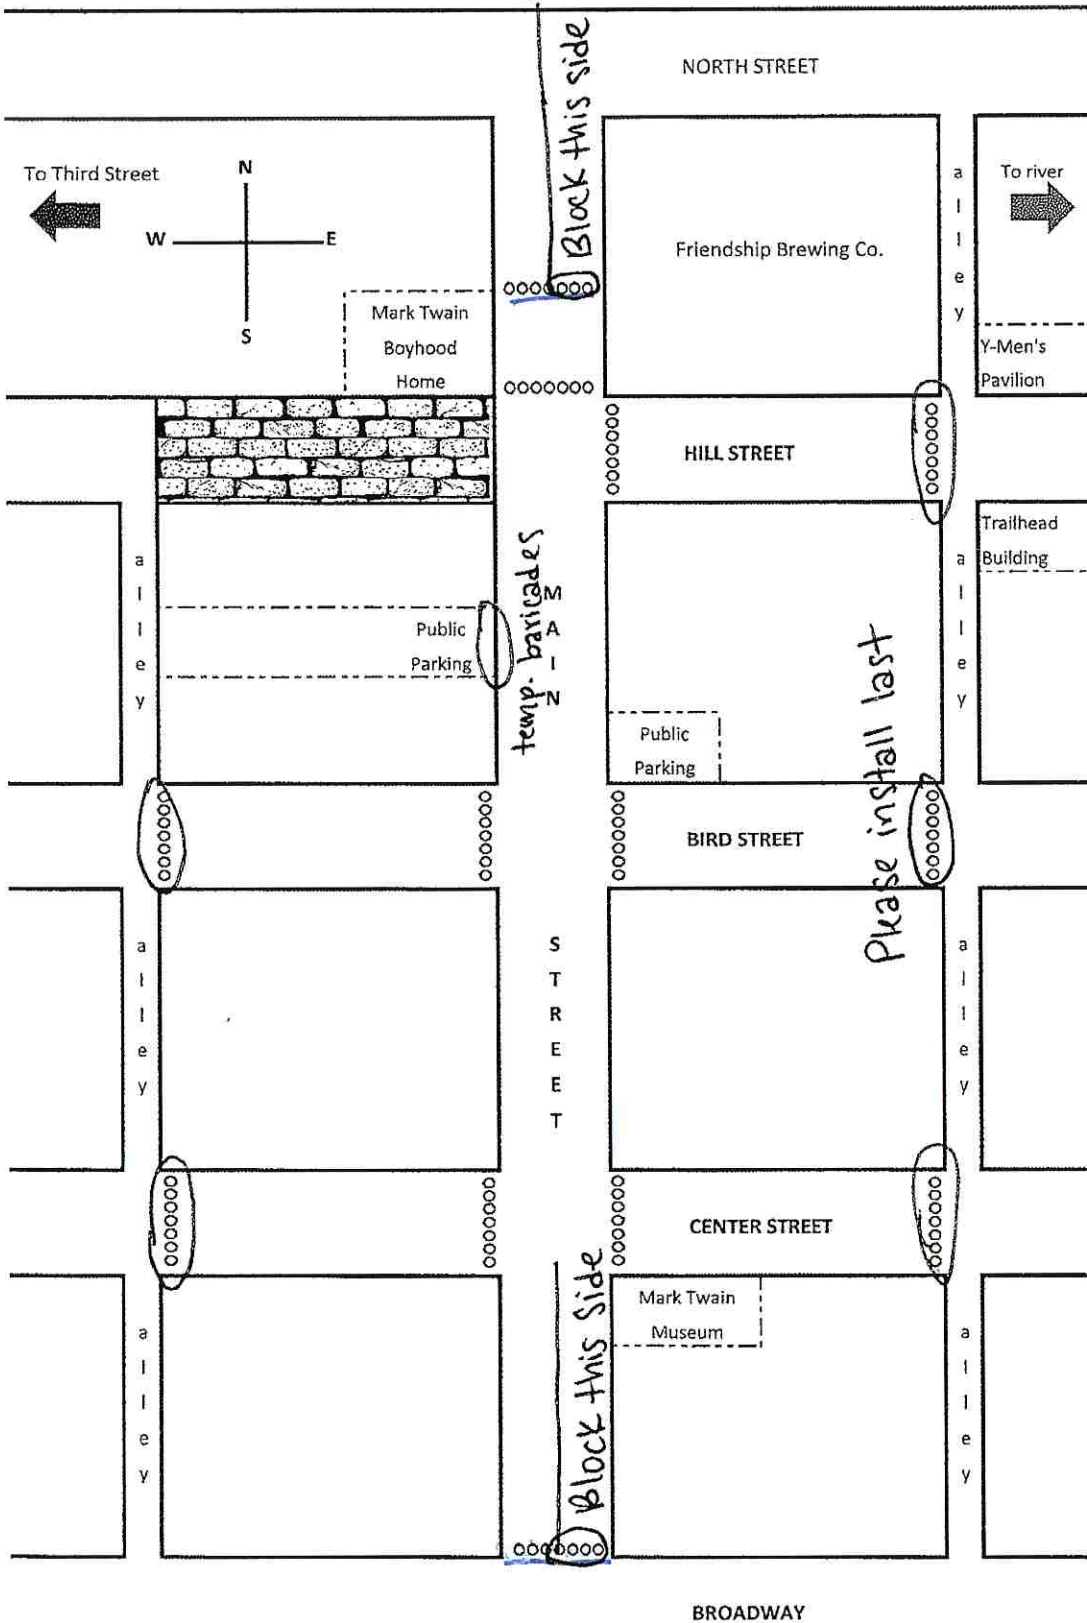 NORTH STREET
Block this side
To Third Street
N
W E
S
Friendship Brewing Co.
alley
To river
Mark Twain
Boyhood
Home
Y-Men's
Pavilion
HILL STREET
Trailhead
Building
alley
temp. baricades
MAIN
Public
Parking
alley
Public
Parking
Please install last
BIRD STREET
alley
STREET
alley
CENTER STREET
Block this Side
Mark Twain
Museum
alley
alley
BROADWAY